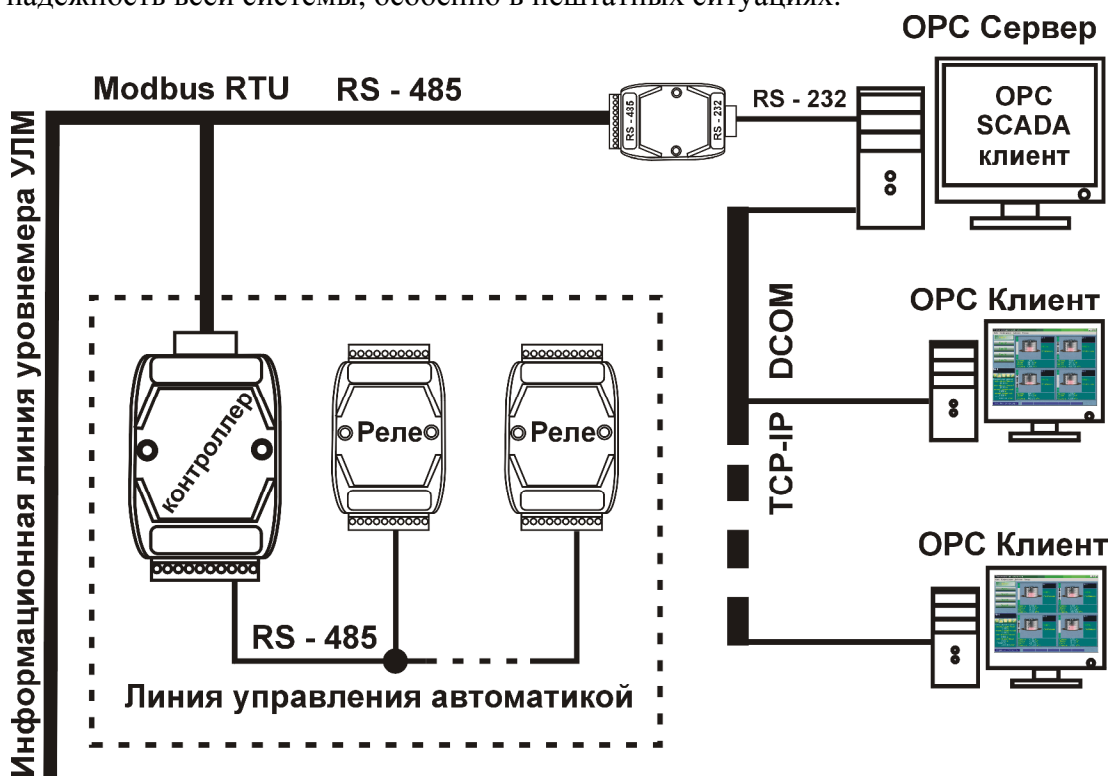 надежность всей системы, особенно в нештатных ситуациях.
OPC Сервер
Modbus RTU
RS - 485
RS - 485
RS - 232
RS - 232
OPC
SCADA
клиент
Информационная линия уровнемера УЛМ
DCOM
TCP-IP
OPC Клиент
контроллер
Реле
Реле
OPC Клиент
RS - 485
Линия управления автоматикой